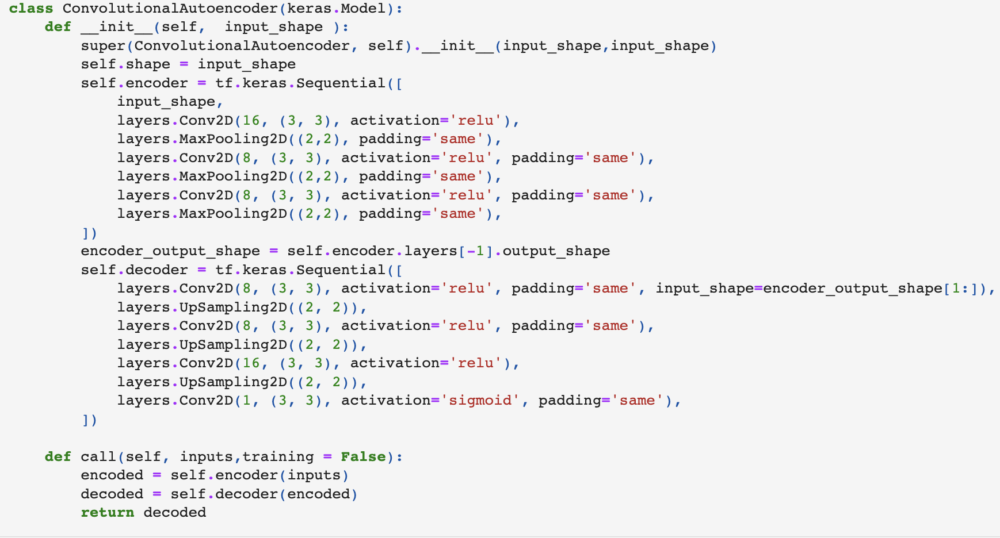 class ConvolutionalAutoencoder(keras.Model):
    def __init__(self,  input_shape ):
        super(ConvolutionalAutoencoder, self).__init__(input_shape,input_shape)
        self.shape = input_shape
        self.encoder = tf.keras.Sequential([
            input_shape,
            layers.Conv2D(16, (3, 3), activation='relu'),
            layers.MaxPooling2D((2,2), padding='same'),
            layers.Conv2D(8, (3, 3), activation='relu', padding='same'),
            layers.MaxPooling2D((2,2), padding='same'),
            layers.Conv2D(8, (3, 3), activation='relu', padding='same'),
            layers.MaxPooling2D((2,2), padding='same'),
        ])
        encoder_output_shape = self.encoder.layers[-1].output_shape
        self.decoder = tf.keras.Sequential([
            layers.Conv2D(8, (3, 3), activation='relu', padding='same', input_shape=encoder_output_shape[1:]),
            layers.UpSampling2D((2, 2)),
            layers.Conv2D(8, (3, 3), activation='relu', padding='same'),
            layers.UpSampling2D((2, 2)),
            layers.Conv2D(16, (3, 3), activation='relu'),
            layers.UpSampling2D((2, 2)),
            layers.Conv2D(1, (3, 3), activation='sigmoid', padding='same'),
        ])
    def call(self, inputs,training = False):
        encoded = self.encoder(inputs)
        decoded = self.decoder(encoded)
        return decoded